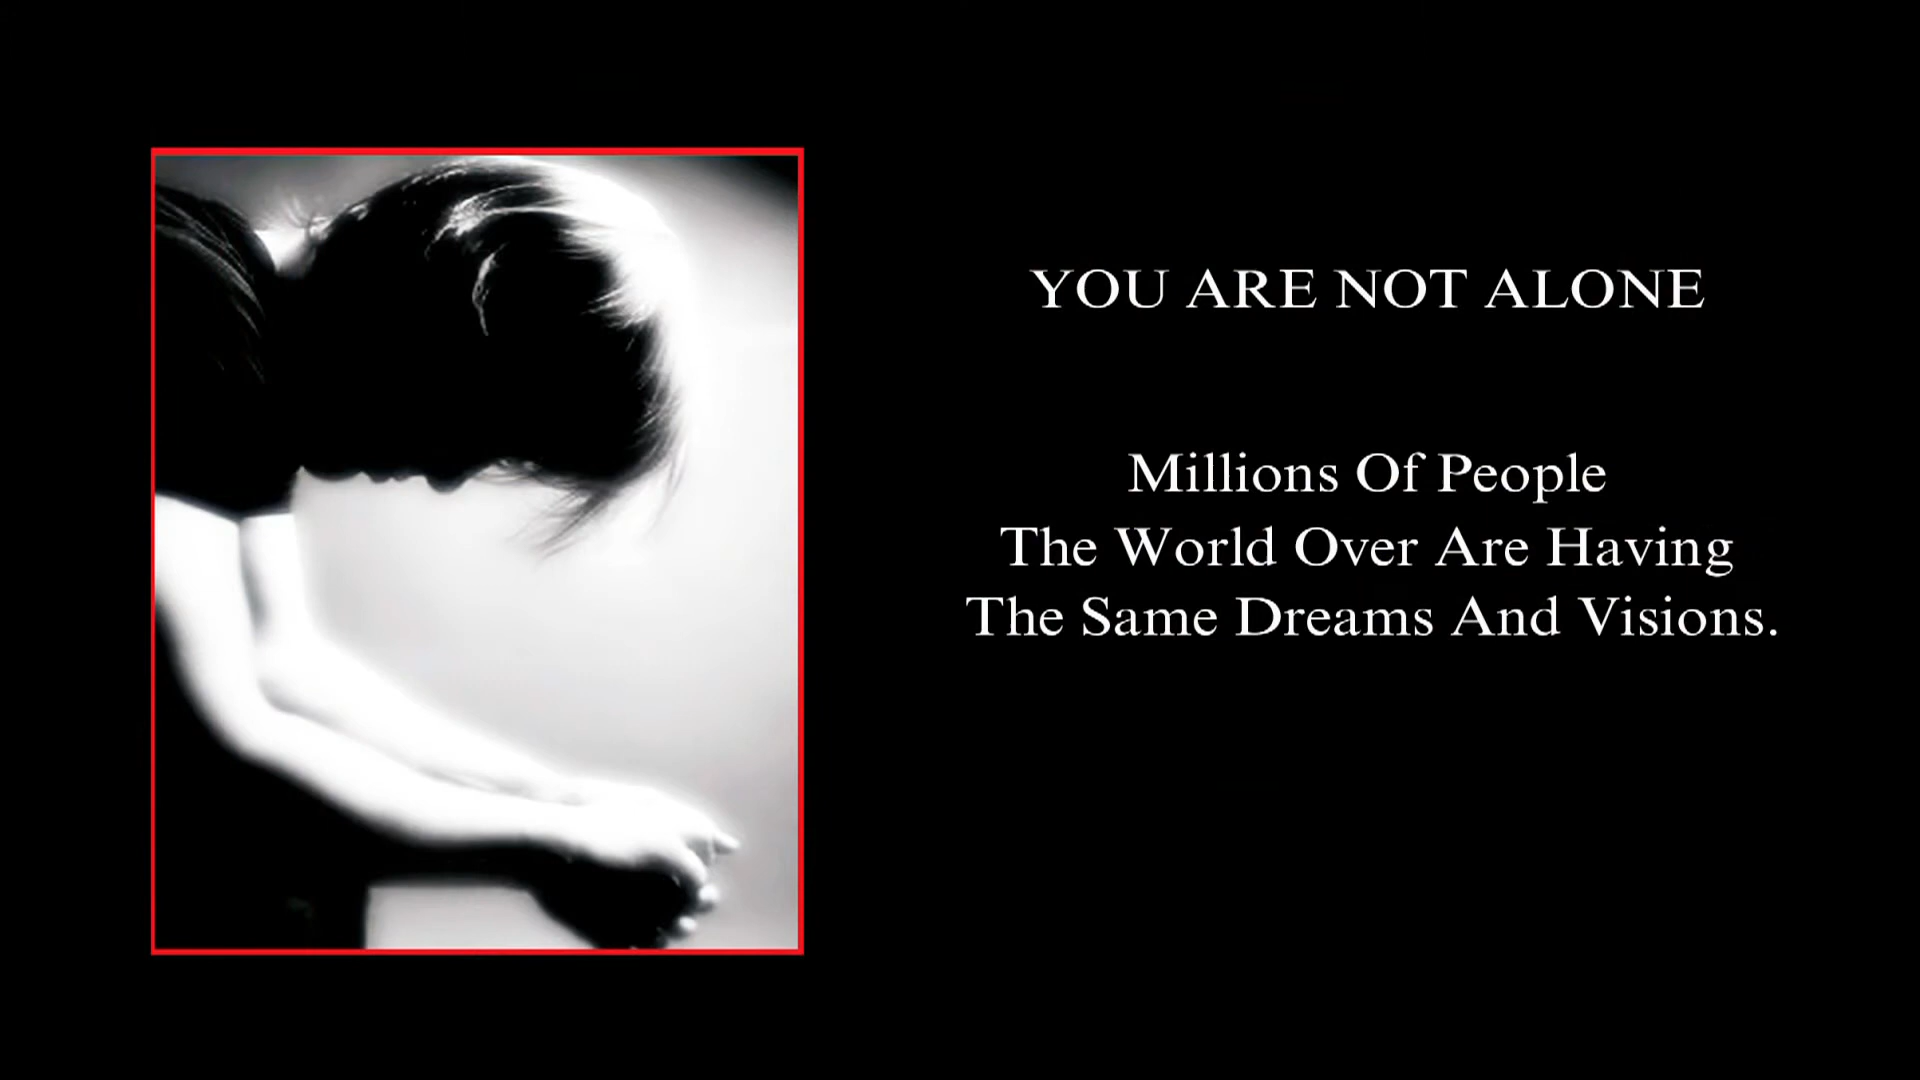 YOU ARE NOT ALONE
Millions Of People
The World Over Are Having
The Same Dreams And Visions.